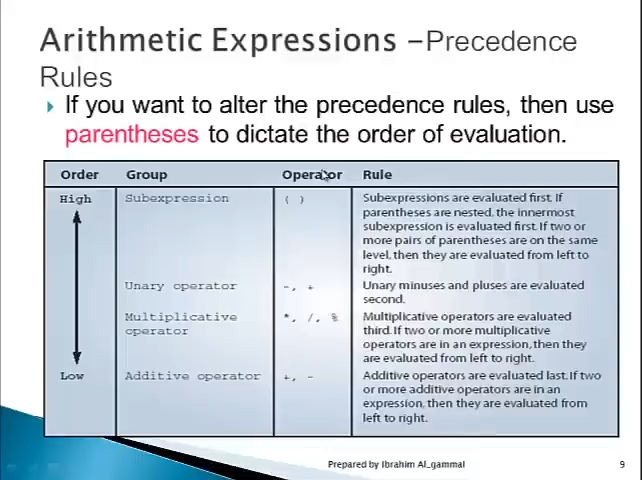 Arithmetic Expressions –Precedence
Rules
If you want to alter the precedence rules, then use
parentheses to dictate the order of evaluation.
Order Group Operator Rule
High Subexpression ( ) Subexpressions are evaluated first. If
parentheses are nested, the innermost
subexpression is evaluated first. If two or
more pairs of parentheses are on the same
level, then they are evaluated from left to
right.
Unary operator -, + Unary minuses and pluses are evaluated
second.
Multiplicative *, /, % Multiplicative operators are evaluated
operator third. If two or more multiplicative
operators are in an expression, then they
are evaluated from left to right.
Low Additive operator +, - Additive operators are evaluated last. If two
or more additive operators are in an
expression, then they are evaluated from
left to right.
Prepared by Ibrahim Al_gammal 9